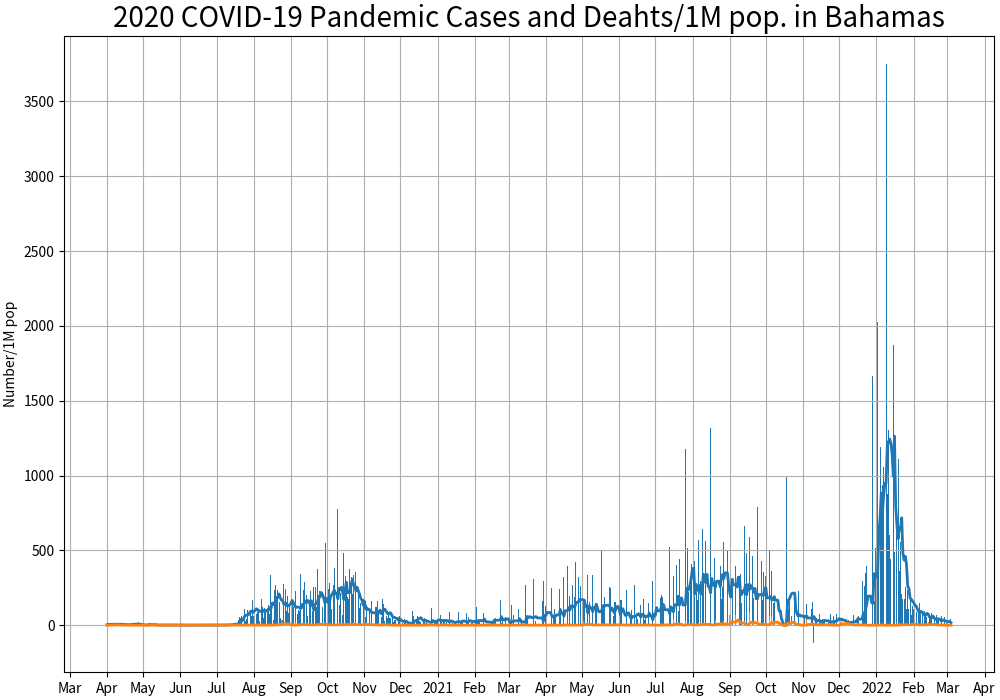 2020 COVID-19 Pandemic Cases and Deahts/1M pop. in Bahamas
Number/1M pop
3500
3000
2500
2000
1500
1000
500
0
Mar Apr May Jun Jul Aug Sep Oct Nov Dec 2021 Feb Mar Apr May Jun Jul Aug Sep Oct Nov Dec 2022 Feb Mar Apr